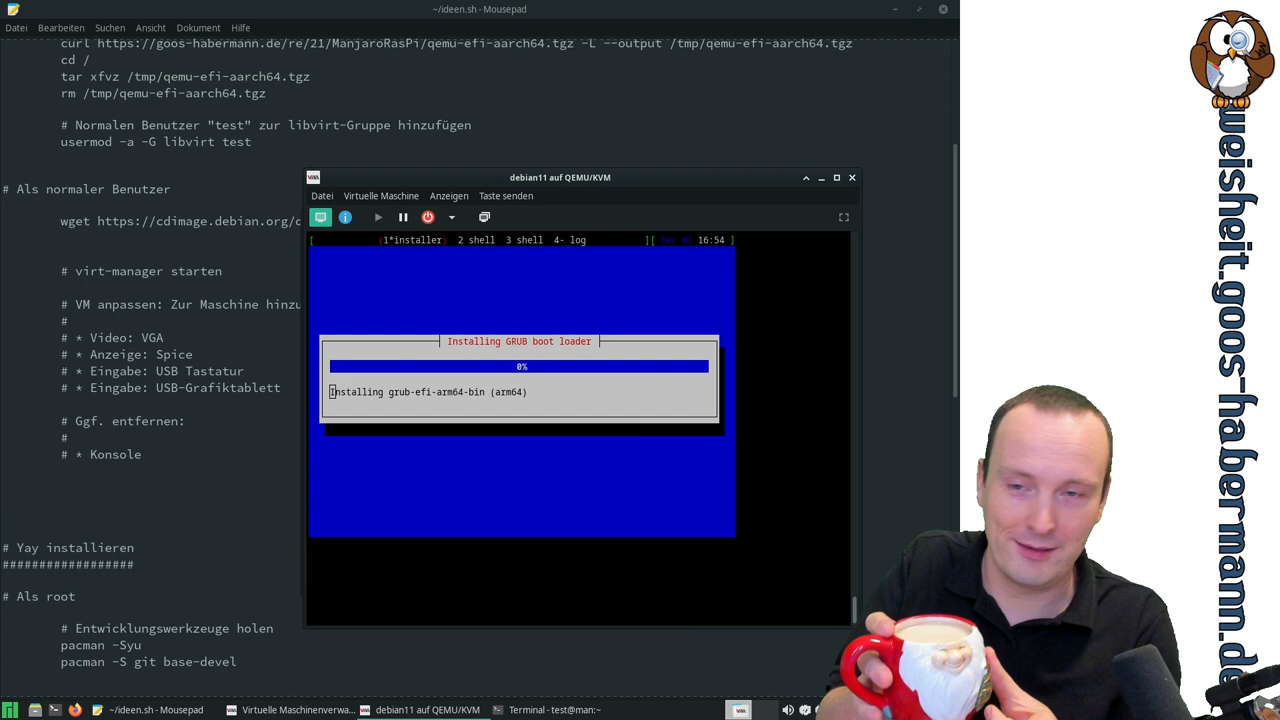 ~/ideen.sh - Mousepad
Datei Bearbeiten Suchen Ansicht Dokument Hilfe
curl https://goos-habermann.de/re/21/ManjaroRasPi/qemu-efi-aarch64.tgz -L --output /tmp/qemu-efi-aarch64.tgz
cd /
tar xfvz /tmp/qemu-efi-aarch64.tgz
rm /tmp/qemu-efi-aarch64.tgz
# Normalen Benutzer "test" zur libvirt-Gruppe hinzufügen
usermod -a -G libvirt test
# Als normaler Benutzer
wget https://cdimage.debian.org/
# virt-manager starten
# VM anpassen: Zur Maschine hinzu
#
# * Video: VGA
# * Anzeige: Spice
# * Eingabe: USB Tastatur
# * Eingabe: USB-Grafiktablett
# Ggf. entfernen:
#
# * Konsole
# Yay installieren
##################
# Als root
# Entwicklungswerkzeuge holen
pacman -Syu
pacman -S git base-devel
debian11 auf QEMU/KVM
Datei Virtuelle Maschine Anzeigen Taste senden
[ (1*installer) 2 shell 3 shell 4- log ][ 16:54 ]
Installing GRUB boot loader
0%
Installing grub-efi-arm64-bin (arm64)
weisheit.goos-habermann.de
~/ideen.sh - Mousepad Virtuelle Maschinenverwa... debian11 auf QEMU/KVM Terminal - test@man:~